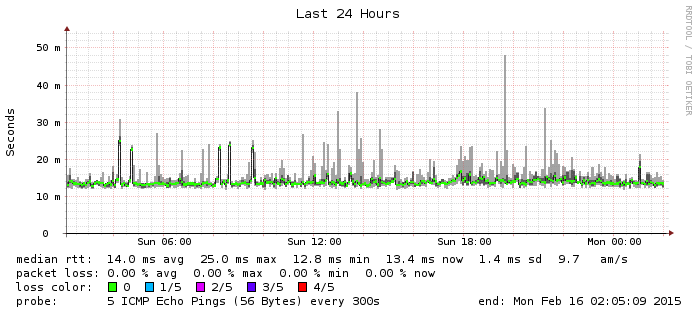 Last 24 Hours
RRDTOOL / TOBI OETIKER
Seconds
50 m
40 m
30 m
20 m
10 m
0
Sun 06:00 Sun 12:00 Sun 18:00 Mon 00:00
median rtt: 14.0 ms avg 25.0 ms max 12.8 ms min 13.4 ms now 1.4 ms sd 9.7 am/s
packet loss: 0.00 % avg 0.00 % max 0.00 % min 0.00 % now
loss color: 0 1/5 2/5 3/5 4/5
probe: 5 ICMP Echo Pings (56 Bytes) every 300s end: Mon Feb 16 02:05:09 2015